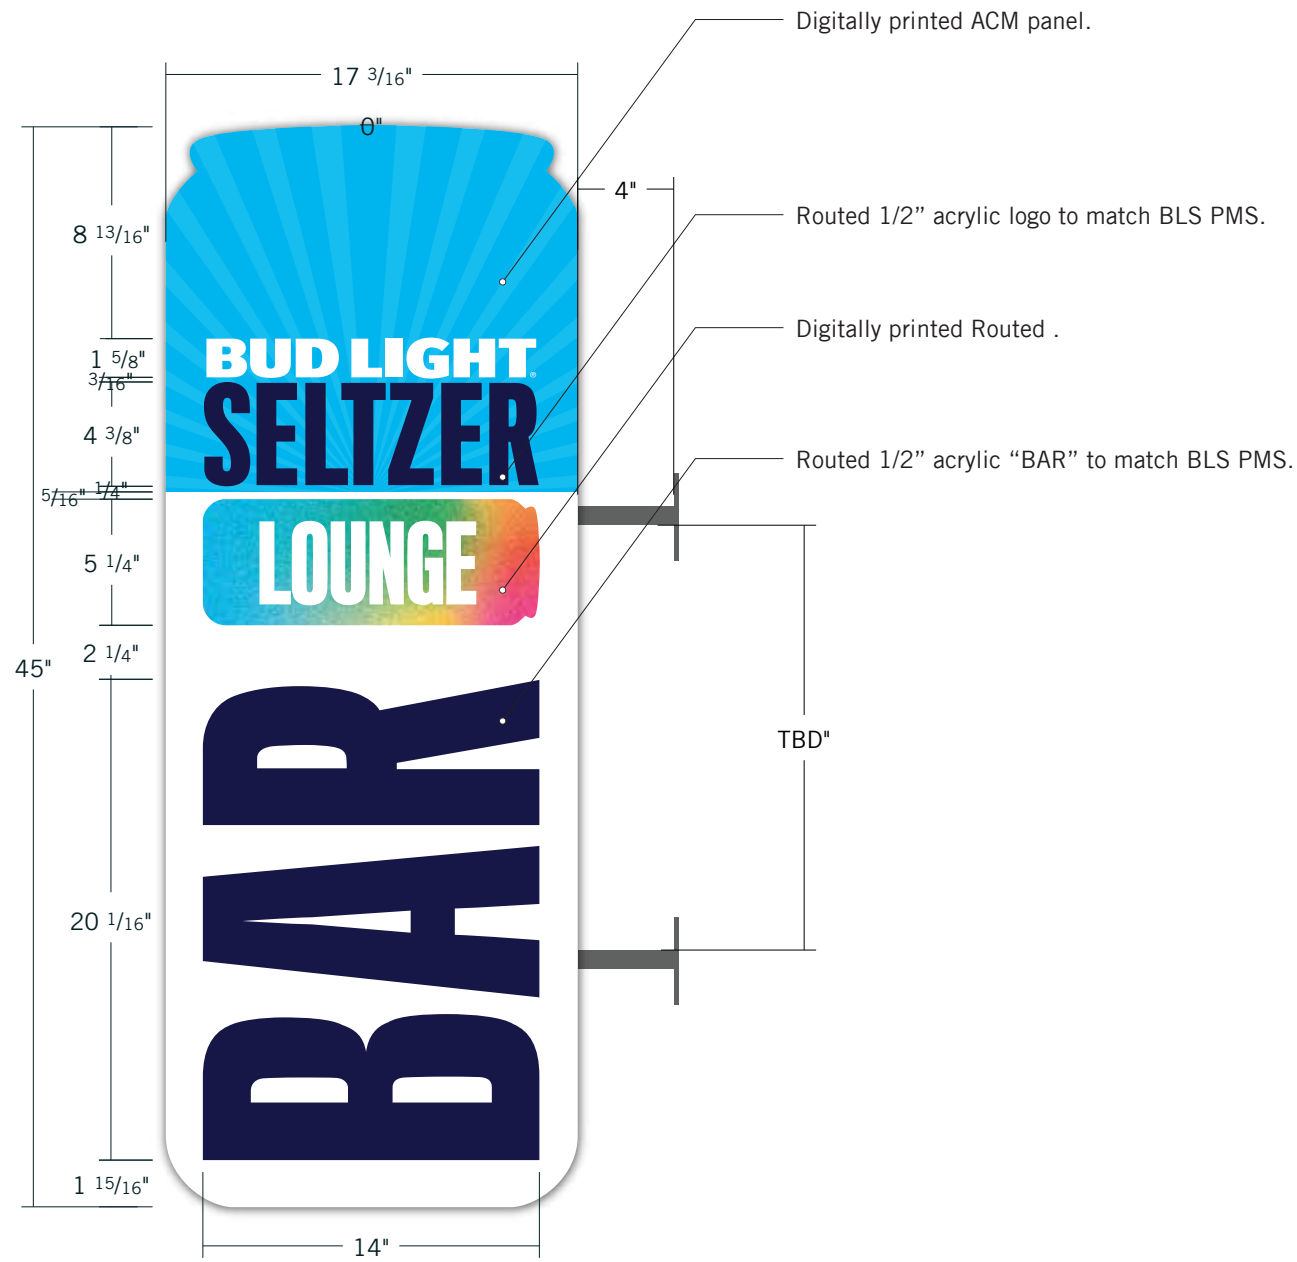 Digitally printed ACM panel.
17 3/16"
0"
4"
8 13/16"
Routed 1/2” acrylic logo to match BLS PMS.
Digitally printed Routed .
BUD LIGHT®
1 5/8"
3/16"
SELTZER
4 3/8"
Routed 1/2” acrylic “BAR” to match BLS PMS.
1/4"
5/16"
LOUNGE
5 1/4"
2 1/4"
45"
TBD"
BAR
20 1/16"
1 15/16"
14"